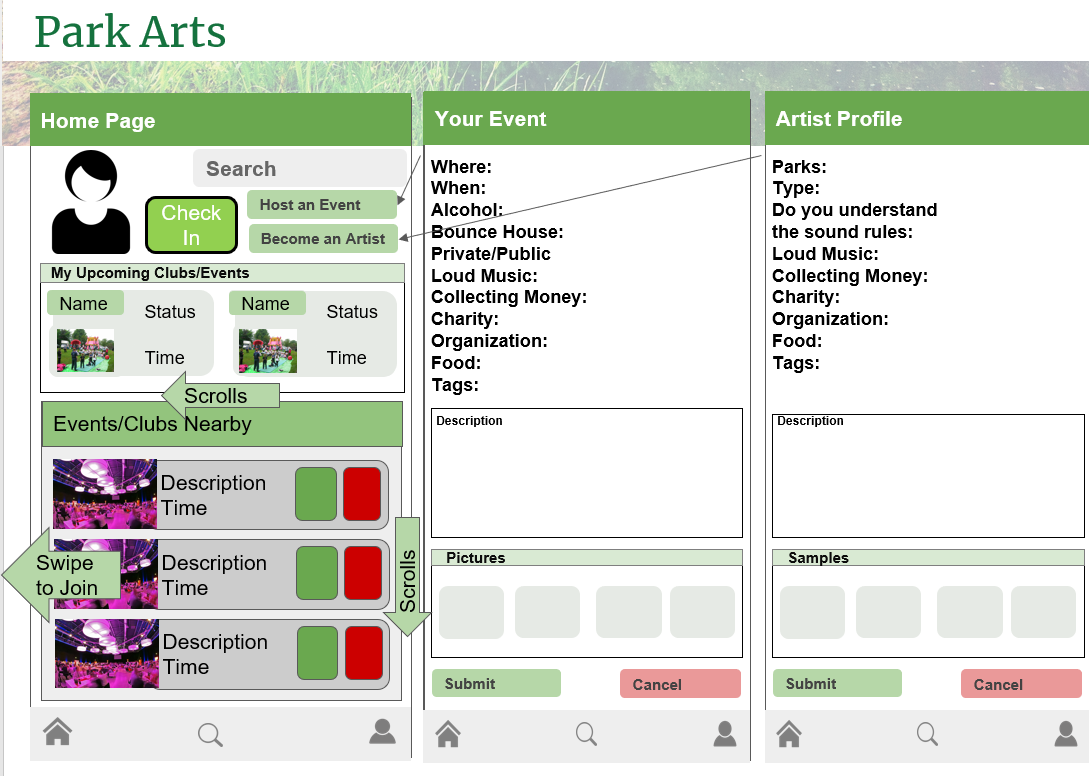 Park Arts
Home Page
Search
Check
In
Host an Event
Become an Artist
My Upcoming Clubs/Events
Name
Status
Time
Name
Status
Time
Scrolls
Events/Clubs Nearby
Description
Time
Swipe
to Join
Description
Time
Description
Time
Scrolls
Your Event
Where:
When:
Alcohol:
Bounce House:
Private/Public
Loud Music:
Collecting Money:
Charity:
Organization:
Food:
Tags:
Description
Pictures
Submit
Cancel
Artist Profile
Parks:
Type:
Do you understand
the sound rules:
Loud Music:
Collecting Money:
Charity:
Organization:
Food:
Tags:
Description
Samples
Submit
Cancel